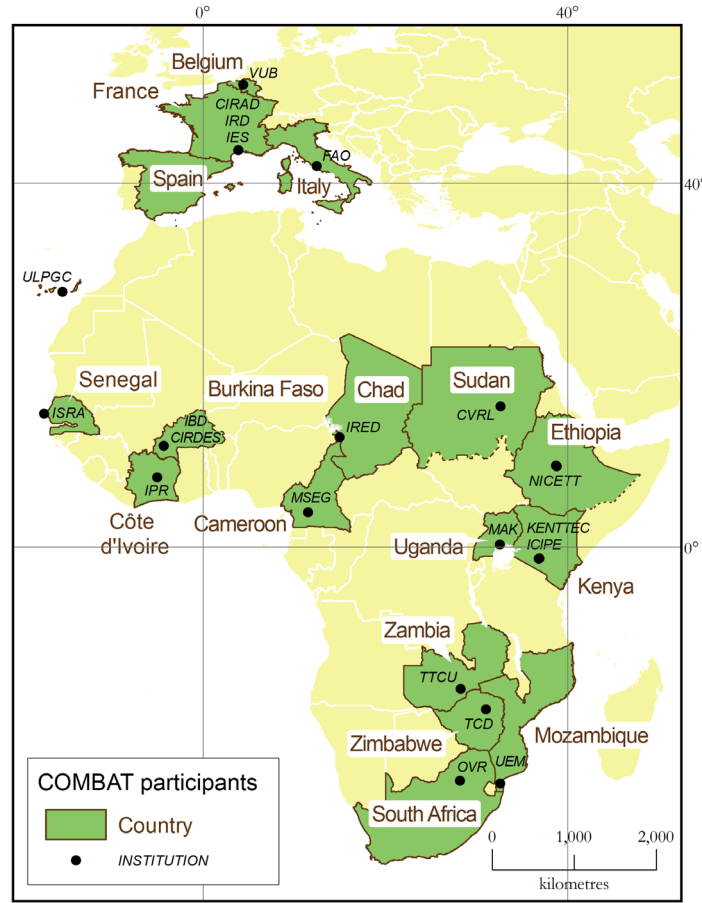 0°
40°
Belgium
VUB
France
CIRAD
IRD
IES
FAO
Spain
Italy
40°
ULPGC
Senegal
ISRA
Burkina Faso
IBD
CIRDES
Chad
IRED
Sudan
CVRL
Ethiopia
NICETT
IPR
Côte
d'Ivoire
MSEG
Cameroon
MAK
KENTTEC
ICIPE
Uganda
0°
Kenya
Zambia
TTCU
TCD
Mozambique
Zimbabwe
OVR
UEM
South Africa
COMBAT participants
Country
INSTITUTION
0
1,000
2,000
kilometres